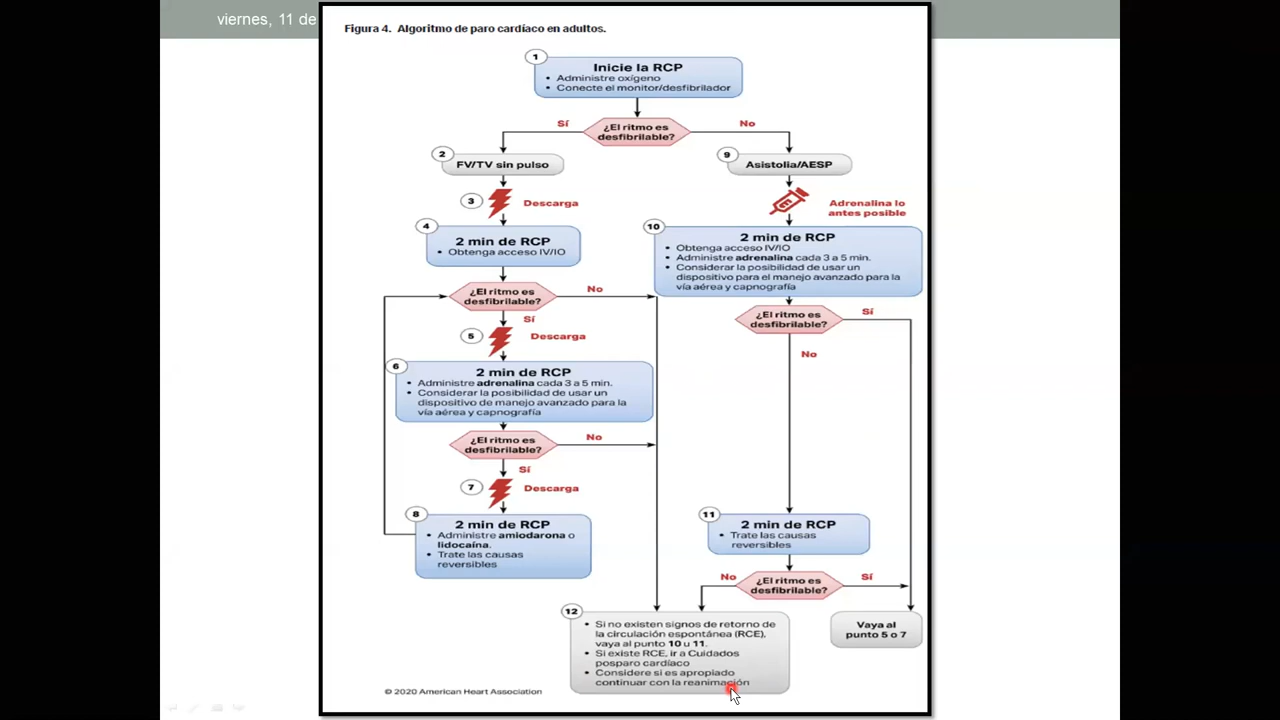 viernes, 11 de
Figura 4. Algoritmo de paro cardíaco en adultos.
1
Inicie la RCP
• Administre oxígeno
• Conecte el monitor/desfibrilador
¿El ritmo es
desfibrilable?
Sí
No
2
FV/TV sin pulso
9
Asistolia/AESP
3
Descarga
Adrenalina lo
antes posible
4
2 min de RCP
• Obtenga acceso IV/IO
10
2 min de RCP
• Obtenga acceso IV/IO
• Administre adrenalina cada 3 a 5 min.
• Considerar la posibilidad de usar un
dispositivo para el manejo avanzado para la
vía aérea y capnografía
¿El ritmo es
desfibrilable?
No
Sí
¿El ritmo es
desfibrilable?
Sí
No
5
Descarga
6
2 min de RCP
• Administre adrenalina cada 3 a 5 min.
• Considerar la posibilidad de usar un
dispositivo de manejo avanzado para la
vía aérea y capnografía
¿El ritmo es
desfibrilable?
No
Sí
7
Descarga
8
2 min de RCP
• Administre amiodarona o
lidocaína.
• Trate las causas
reversibles
11
2 min de RCP
• Trate las causas
reversibles
¿El ritmo es
desfibrilable?
No
Sí
12
• Si no existen signos de retorno de
la circulación espontánea (RCE),
vaya al punto 10 u 11.
• Si existe RCE, ir a Cuidados
posparo cardíaco
• Considere si es apropiado
continuar con la reanimación
Vaya al
punto 5 o 7
© 2020 American Heart Association